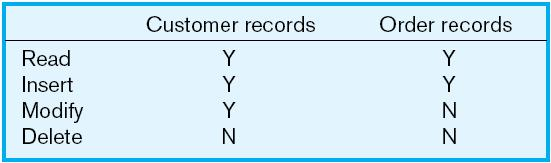 Customer records Order records
Read Y Y
Insert Y Y
Modify Y N
Delete N N